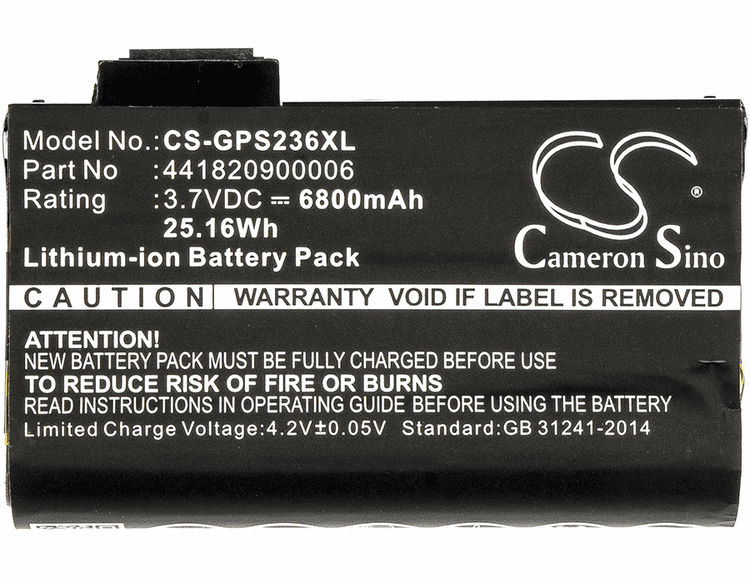 Model No.: CS-GPS236XL
Part No :441820900006
Rating :3.7VDC ⎓ 6800mAh
25.16Wh
Lithium-ion Battery Pack
CS
®
Cameron Sino
CAUTION WARRANTY VOID IF LABEL IS REMOVED
ATTENTION:
NEW BATTERY PACK MUST BE FULLY CHARGED BEFORE USE
TO REDUCE RISK OF FIRE OR BURNS
READ INSTRUCTIONS IN OPERATING GUIDE BEFORE USING THE BATTERY
Limited Charge Voltage:4.2V±0.05V Standard:GB 31241-2014